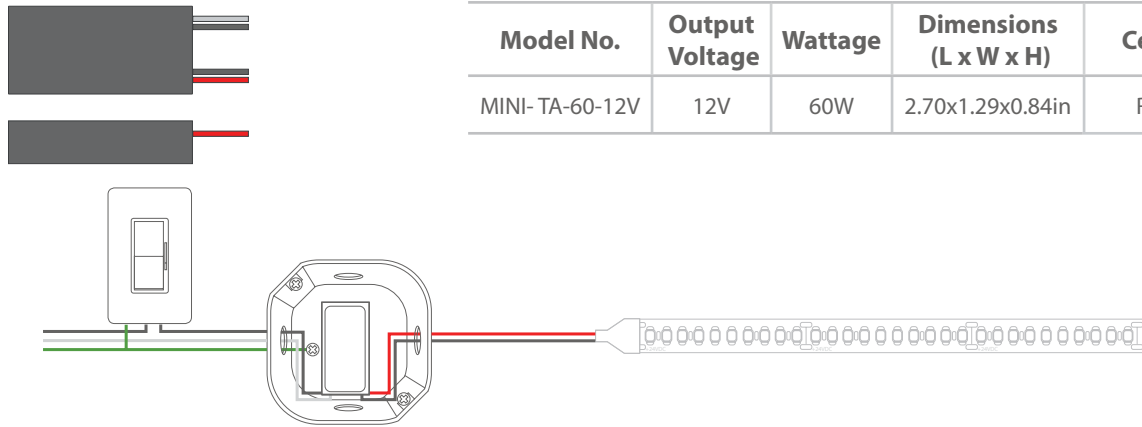 Model No. Output Voltage Wattage Dimensions (L x W x H)
MINI- TA-60-12V 12V 60W 2.70x1.29x0.84in